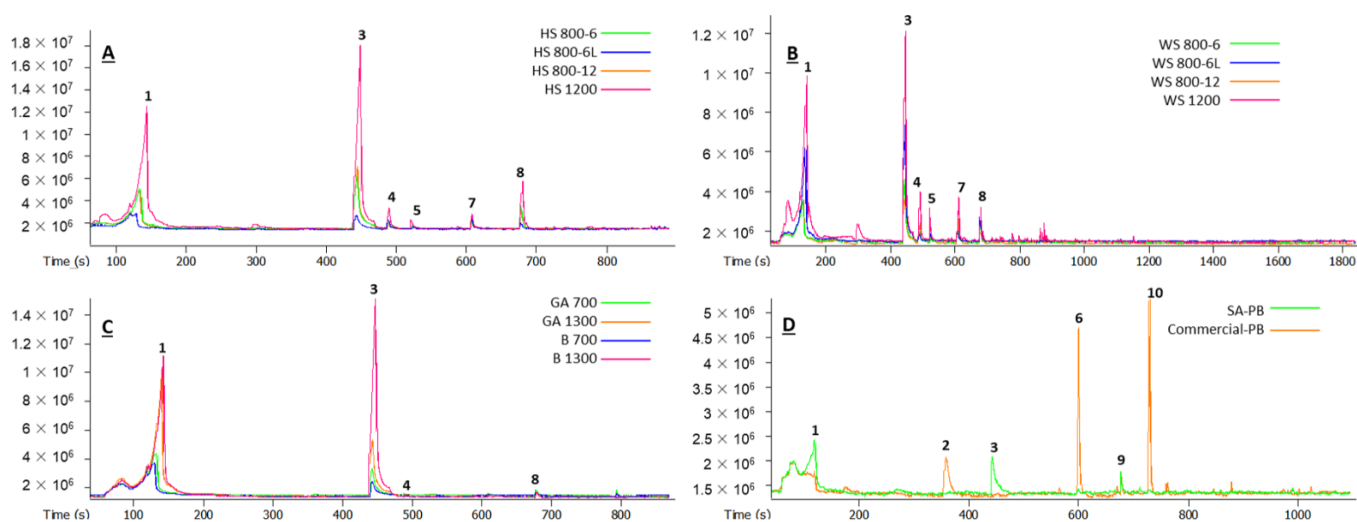 A
HS 800-6
HS 800-6L
HS 800-12
HS 1200
1.8 × 10⁷
1.6 × 10⁷
1.4 × 10⁷
1.2 × 10⁷
1 × 10⁷
8 × 10⁶
6 × 10⁶
4 × 10⁶
2 × 10⁶
1
3
4
5
7
8
Time (s)
100
200
300
400
500
600
700
800
B
WS 800-6
WS 800-6L
WS 800-12
WS 1200
1.2 × 10⁷
1 × 10⁷
8 × 10⁶
6 × 10⁶
4 × 10⁶
2 × 10⁶
1
3
4
5
7
8
Time (s)
200
400
600
800
1000
1200
1400
1600
1800
C
GA 700
GA 1300
B 700
B 1300
1.4 × 10⁷
1.2 × 10⁷
1 × 10⁷
8 × 10⁶
6 × 10⁶
4 × 10⁶
2 × 10⁶
1
3
4
8
Time (s)
100
200
300
400
500
600
700
800
D
SA-PB
Commercial-PB
5 × 10⁶
4.5 × 10⁶
4 × 10⁶
3.5 × 10⁶
3 × 10⁶
2.5 × 10⁶
2 × 10⁶
1.5 × 10⁶
1
2
3
6
9
10
Time (s)
200
400
600
800
1000